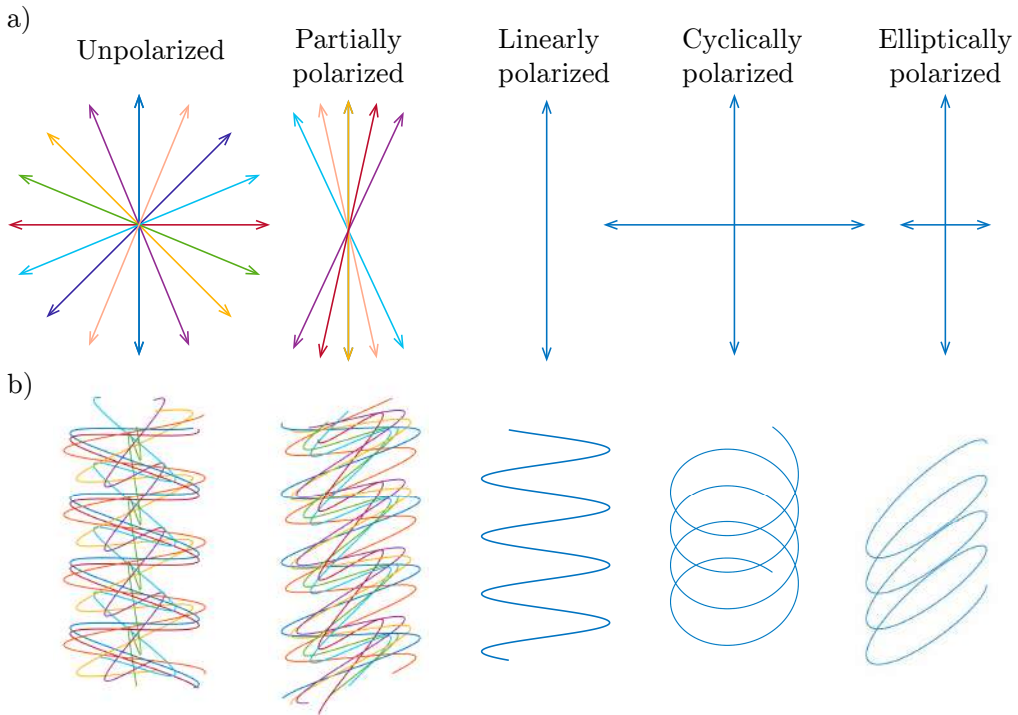 a)
Unpolarized
Partially
polarized
Linearly
polarized
Cyclically
polarized
Elliptically
polarized
b)